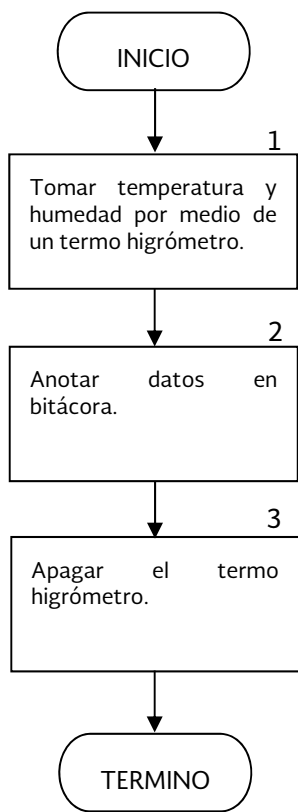 INICIO
1
Tomar temperatura y
humedad por medio de
un termo higrómetro.
2
Anotar datos en
bitácora.
3
Apagar el termo
higrómetro.
TERMINO